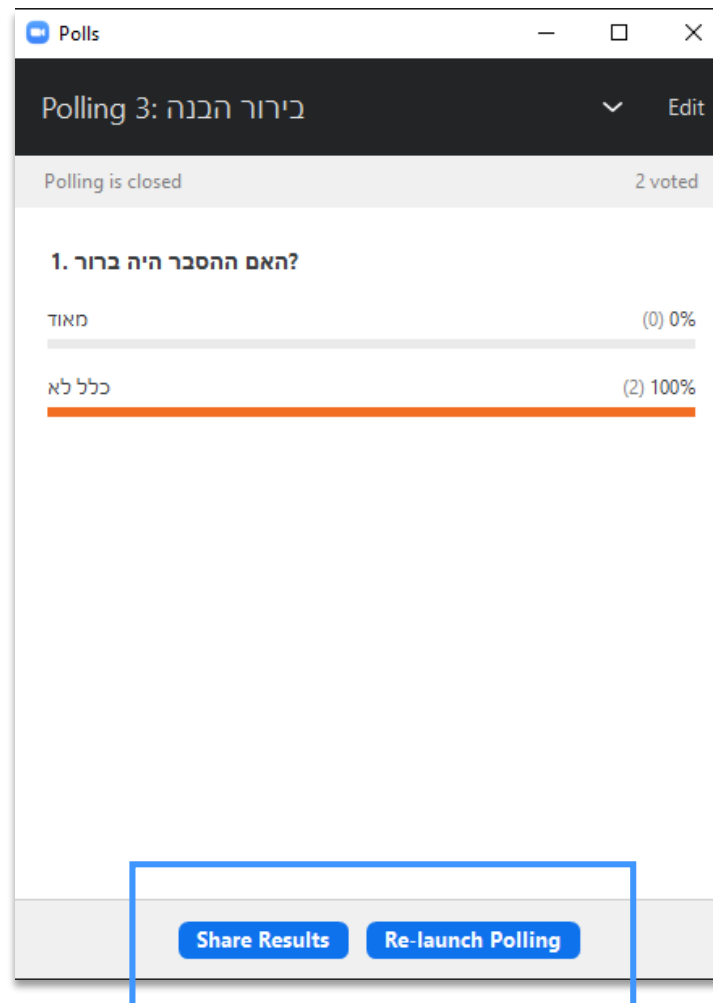 Polls
Polling 3: בירור הבנה
Edit
Polling is closed
2 voted
1. האם ההסבר היה ברור?
מאוד
(0) 0%
כלל לא
(2) 100%
Share Results
Re-launch Polling